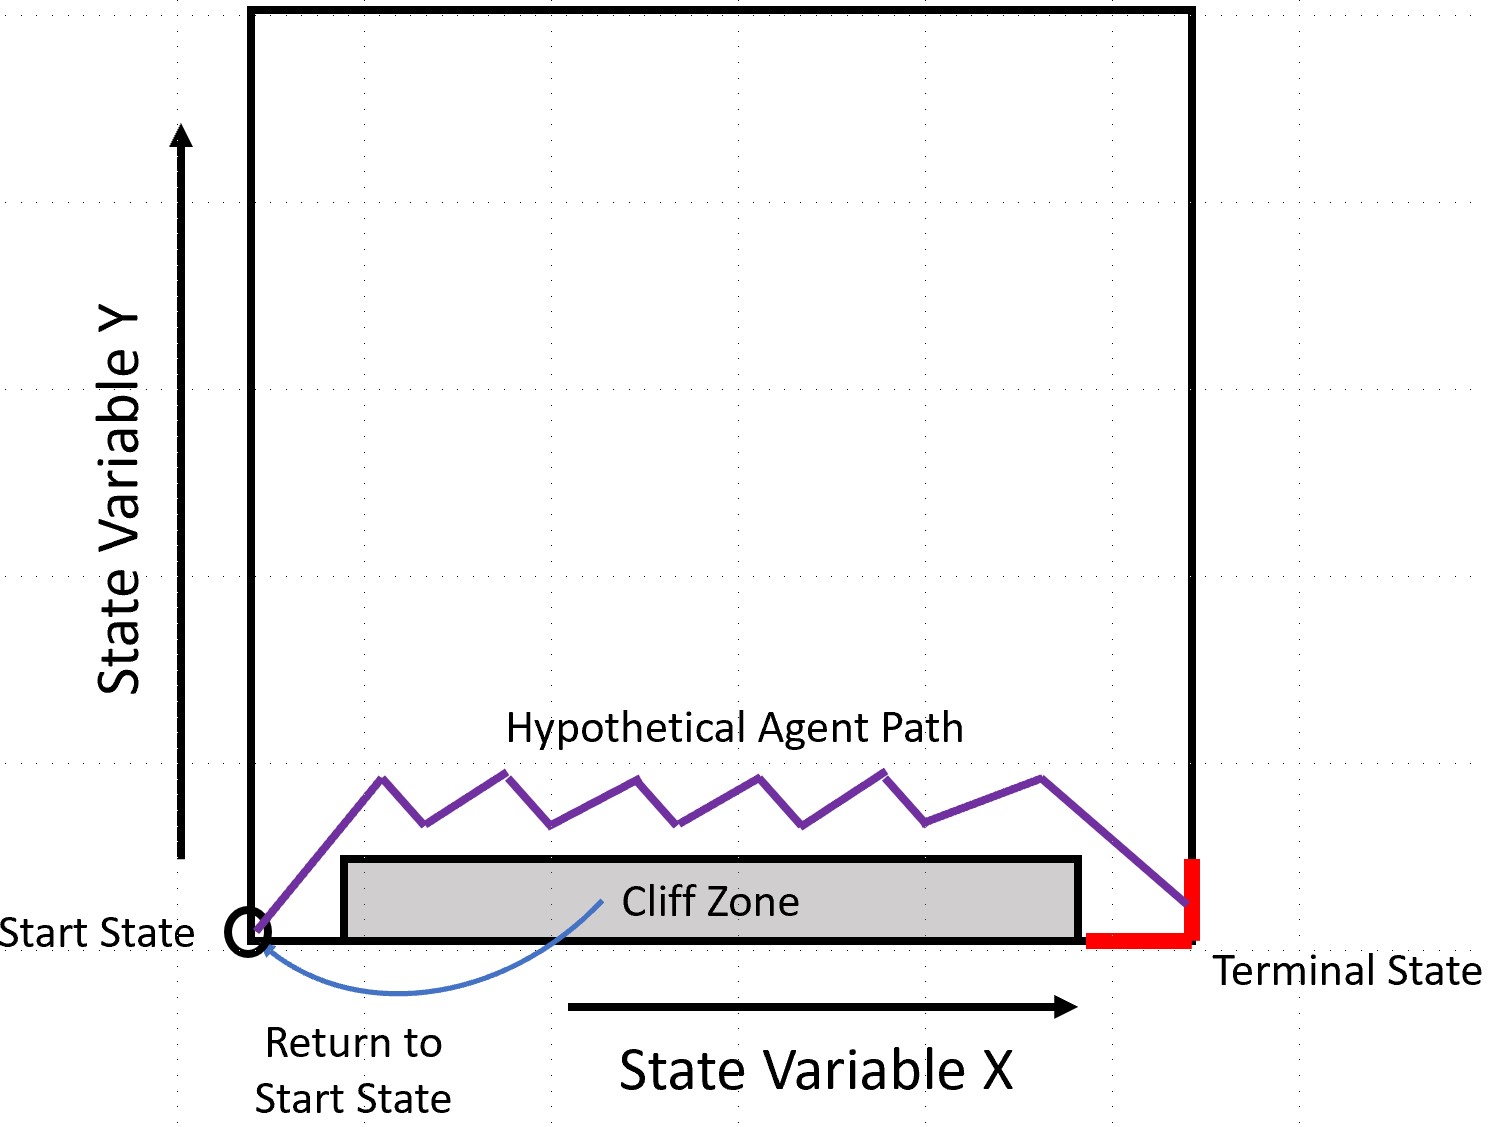 State Variable Y
Hypothetical Agent Path
Cliff Zone
Start State
Terminal State
Return to
Start State
State Variable X